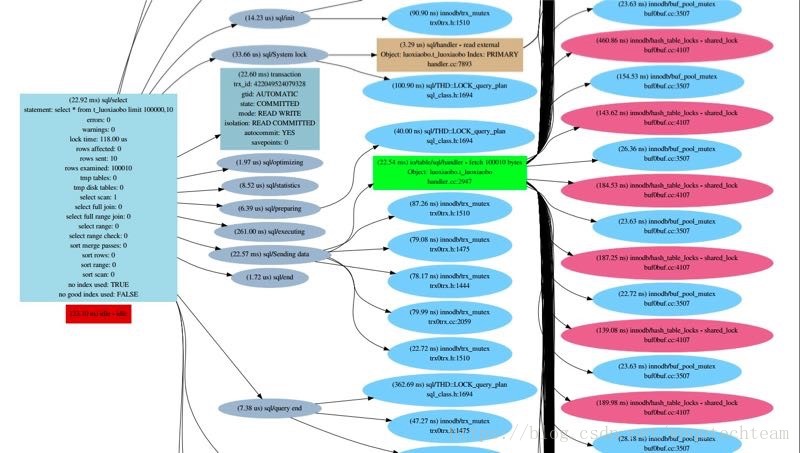 (14.23 us) sql/init
(33.66 us) sql/System lock
(22.60 ms) transaction
trx_id: 422049524079328
gtid: AUTOMATIC
state: COMMITTED
mode: READ WRITE
isolation: READ COMMITTED
autocommit: YES
savepoints: 0
(22.92 ms) sql/select
statement: select * from t_luoxiaobo limit 100000,10
errors: 0
warnings: 0
lock time: 118.00 us
rows affected: 0
rows sent: 10
rows examined: 100010
tmp tables: 0
tmp disk tables: 0
select scan: 1
select full join: 0
select full range join: 0
select range: 0
select range check: 0
sort merge passes: 0
sort rows: 0
sort range: 0
sort scan: 0
no index used: TRUE
no good index used: FALSE
idle - idle
(1.97 us) sql/optimizing
(8.52 us) sql/statistics
(6.39 us) sql/preparing
(261.00 ns) sql/executing
(22.57 ms) sql/Sending data
(1.72 us) sql/end
(7.38 us) sql/query end
(90.90 ns) innodb/trx_mutex
trx0trx.h:1510
(3.29 us) sql/handler - read external
Object: luoxiaobo.t_luoxiaobo Index: PRIMARY
handler.cc:7893
(100.90 ns) sql/THD::LOCK_query_plan
sql_class.h:1694
(40.00 ns) sql/THD::LOCK_query_plan
sql_class.h:1694
(22.54 ms) io/table/sql/handler - fetch 100010 bytes
Object: luoxiaobo.t_luoxiaobo
handler.cc:2947
(87.26 ns) innodb/trx_mutex
trx0trx.h:1510
(79.08 ns) innodb/trx_mutex
trx0trx.h:1475
(78.17 ns) innodb/trx_mutex
trx0trx.h:1444
(79.99 ns) innodb/trx_mutex
trx0trx.cc:2059
(22.72 ns) innodb/trx_mutex
trx0trx.h:1510
(362.69 ns) sql/THD::LOCK_query_plan
sql_class.h:1694
(47.27 ns) innodb/trx_mutex
trx0trx.h:1475
(23.63 ns) innodb/buf_pool_mutex
buf0buf.cc:3507
(460.86 ns) innodb/hash_table_locks - shared_lock
buf0buf.cc:4107
(154.53 ns) innodb/buf_pool_mutex
buf0buf.cc:3507
(143.62 ns) innodb/hash_table_locks - shared_lock
buf0buf.cc:4107
(26.36 ns) innodb/buf_pool_mutex
buf0buf.cc:3507
(184.53 ns) innodb/hash_table_locks - shared_lock
buf0buf.cc:4107
(23.63 ns) innodb/buf_pool_mutex
buf0buf.cc:3507
(187.25 ns) innodb/hash_table_locks - shared_lock
buf0buf.cc:4107
(22.72 ns) innodb/buf_pool_mutex
buf0buf.cc:3507
(139.08 ns) innodb/hash_table_locks - shared_lock
buf0buf.cc:4107
(23.63 ns) innodb/buf_pool_mutex
buf0buf.cc:3507
(189.98 ns) innodb/hash_table_locks - shared_lock
buf0buf.cc:4107
(28.18 ns) innodb/buf_pool_mutex
buf0buf.cc:3507